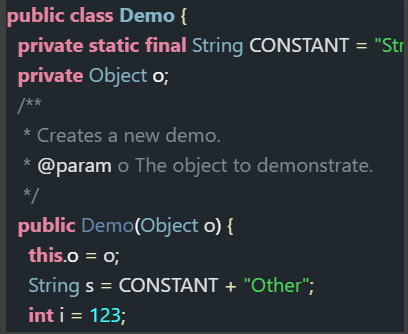 public class Demo {
private static final String CONSTANT = "Str
private Object o;
/**
* Creates a new demo.
* @param o The object to demonstrate.
*/
public Demo(Object o) {
this.o = o;
String s = CONSTANT + "Other";
int i = 123;